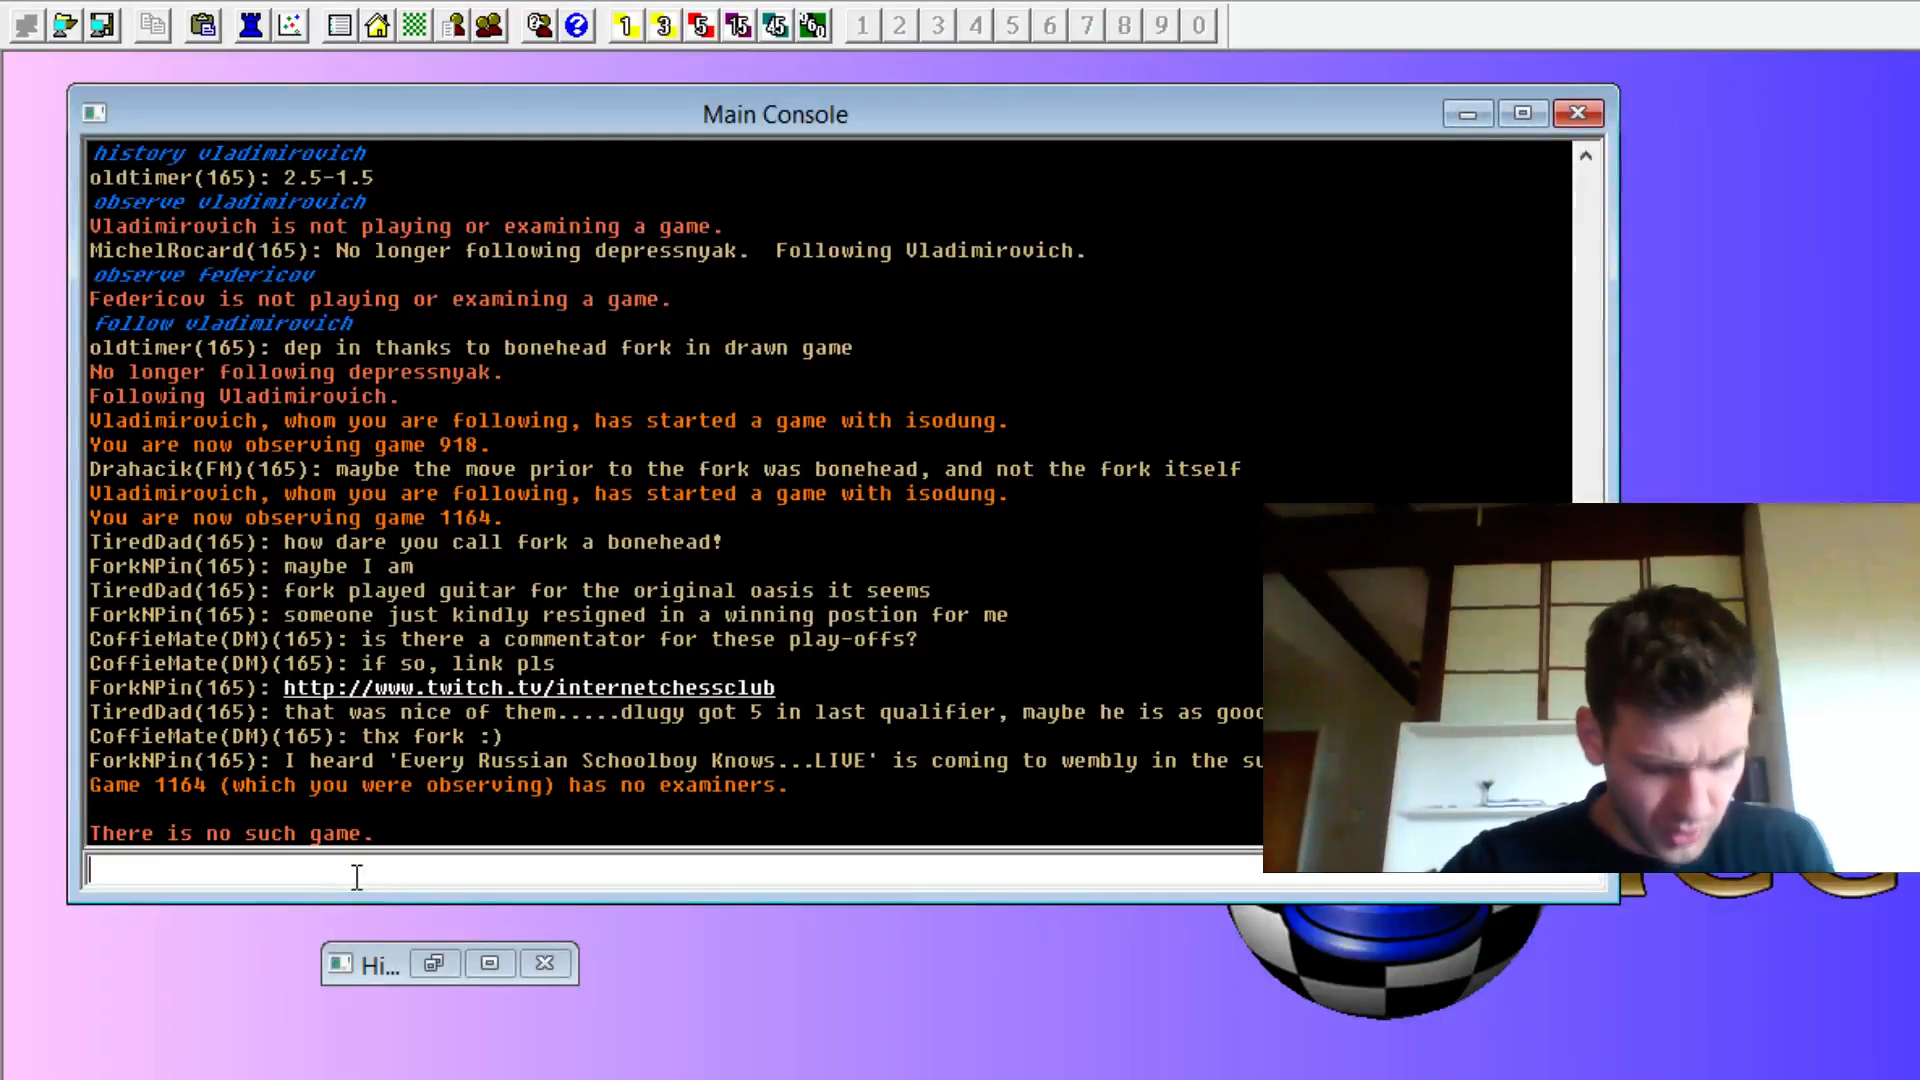 1 3 5 15 45 1 2 3 4 5 6 7 8 9 0
Main Console
history vladimirovich
oldtimer(165): 2.5-1.5
observe vladimirovich
Vladimirovich is not playing or examining a game.
MichelRocard(165): No longer following depressnyak. Following Vladimirovich.
observe Federicov
Federicov is not playing or examining a game.
follow vladimirovich
oldtimer(165): dep in thanks to bonehead fork in drawn game
No longer following depressnyak.
Following Vladimirovich.
Vladimirovich, whom you are following, has started a game with isodung.
You are now observing game 918.
Drahacik(FM)(165): maybe the move prior to the fork was bonehead, and not the fork itself
Vladimirovich, whom you are following, has started a game with isodung.
You are now observing game 1164.
TiredDad(165): how dare you call fork a bonehead!
ForkNPin(165): maybe I am
TiredDad(165): fork played guitar for the original oasis it seems
ForkNPin(165): someone just kindly resigned in a winning postion for me
CoffieMate(DM)(165): is there a commentator for these play-offs?
CoffieMate(DM)(165): if so, link pls
ForkNPin(165): http://www.twitch.tv/internetchessclub
TiredDad(165): that was nice of them.....dlugy got 5 in last qualifier, maybe he is as
CoffieMate(DM)(165): thx fork :)
ForkNPin(165): I heard 'Every Russian Schoolboy Knows...LIVE' is coming to wembly in the
Game 1164 (which you were observing) has no examiners.
There is no such game.
Hi...